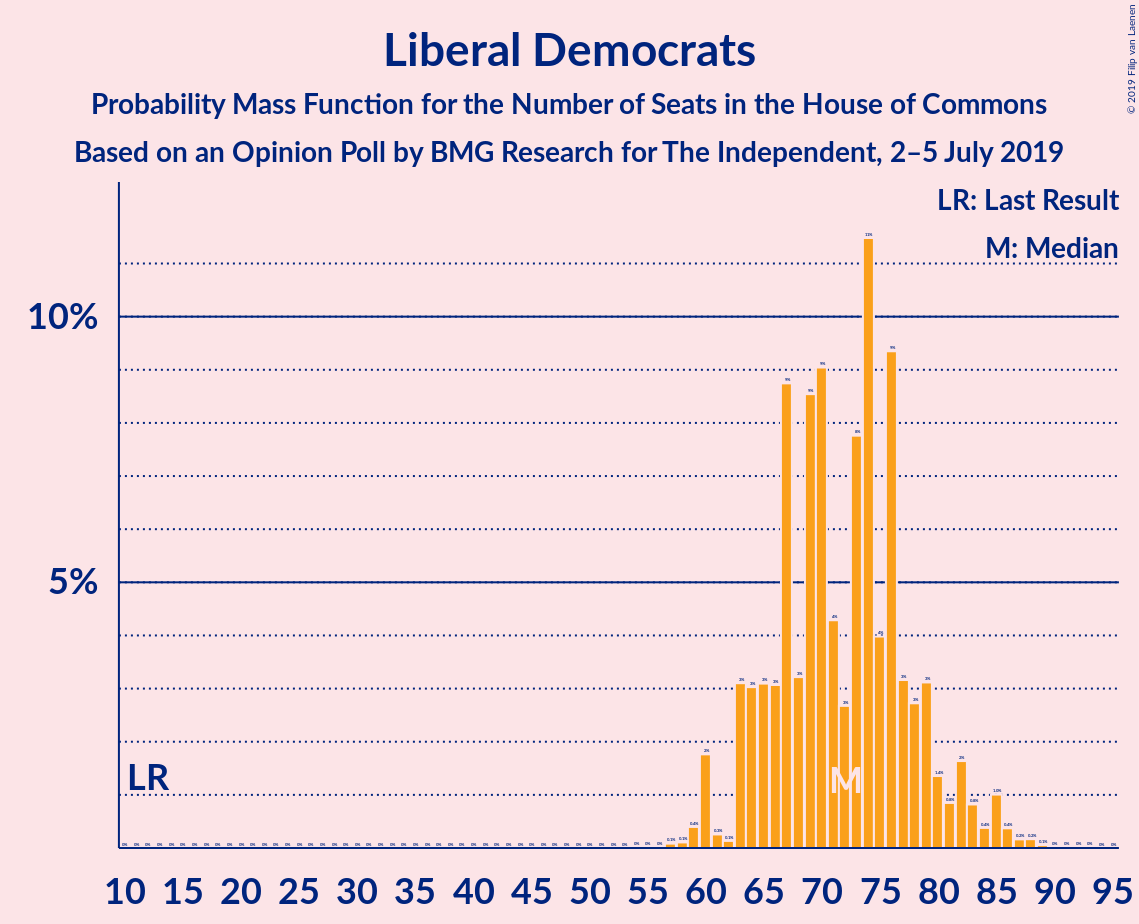 Liberal Democrats
Probability Mass Function for the Number of Seats in the House of Commons
Based on an Opinion Poll by BMG Research for The Independent, 2–5 July 2019
© 2019 Filip van Laenen
LR: Last Result
M: Median
10%
5%
LR
M
10 15 20 25 30 35 40 45 50 55 60 65 70 75 80 85 90 95